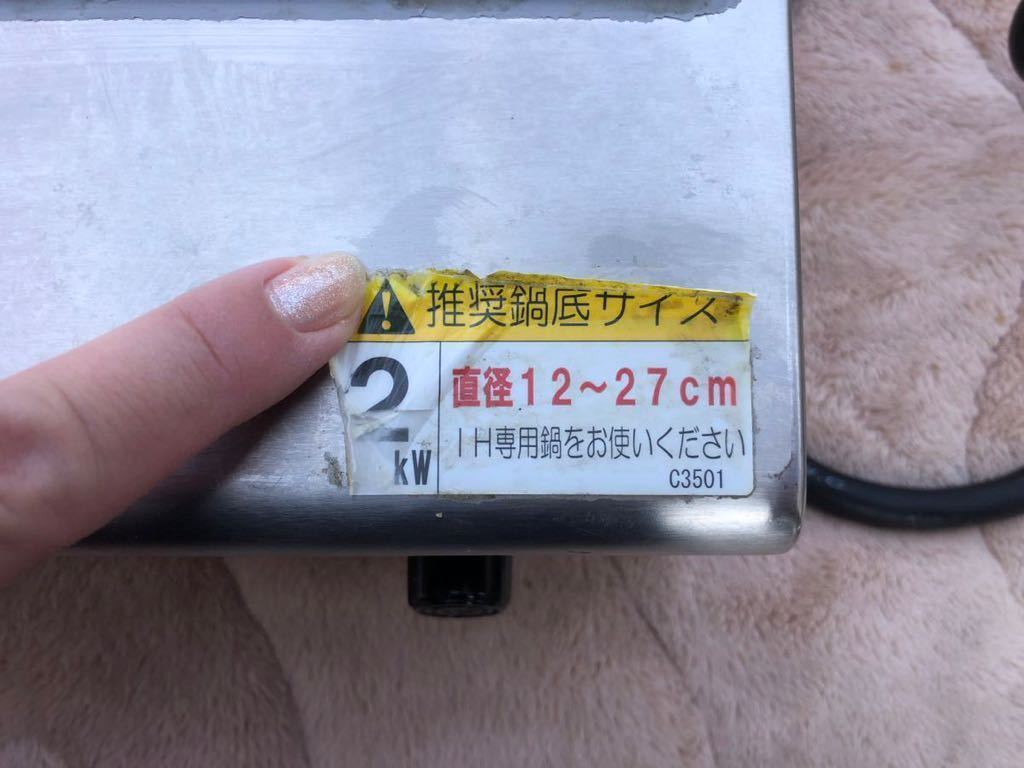 推奨鍋底サイズ
2
kW
直径12～27cm
IH専用鍋をお使いください
C3501